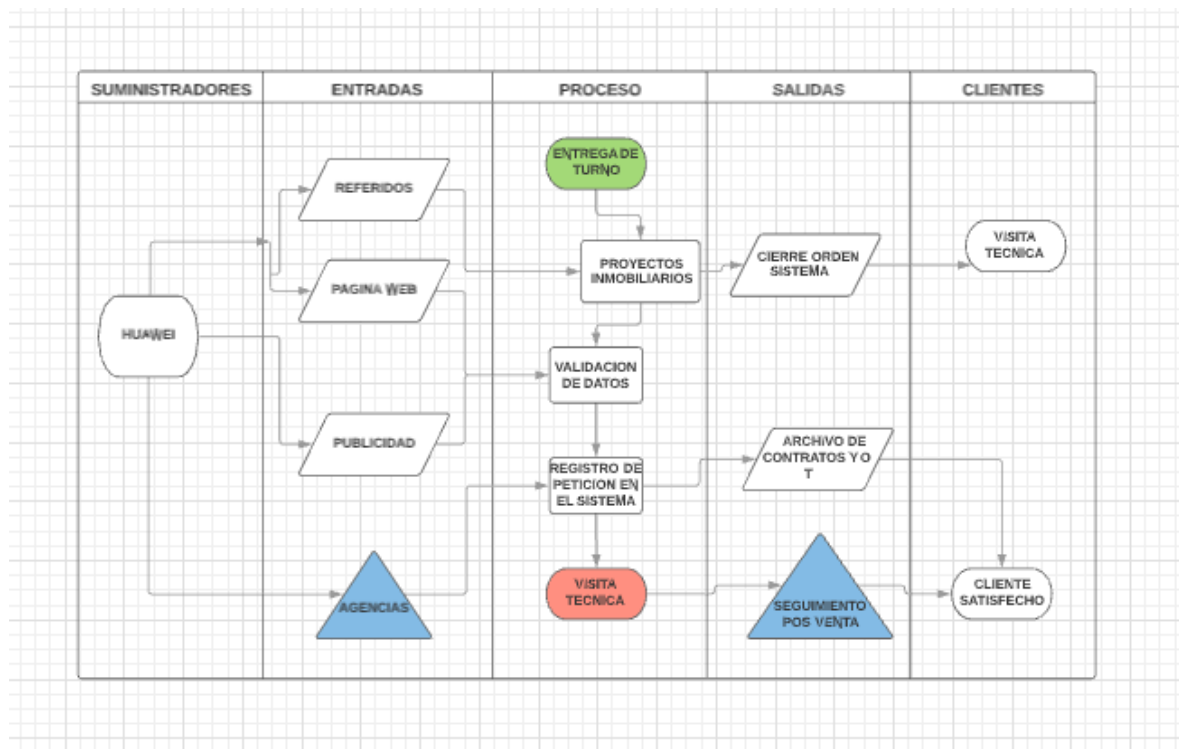 SUMINISTRADORES
ENTRADAS
PROCESO
SALIDAS
CLIENTES
HUAWEI
REFERIDOS
PAGINA WEB
PUBLICIDAD
AGENCIAS
ENTREGA DE
TURNO
PROYECTOS
INMOBILIARIOS
VALIDACION
DE DATOS
REGISTRO DE
PETICION EN
EL SISTEMA
VISITA
TECNICA
CIERRE ORDEN
SISTEMA
ARCHIVO DE
CONTRATOS Y O
T
SEGUIMIENTO
POS VENTA
VISITA
TECNICA
CLIENTE
SATISFECHO